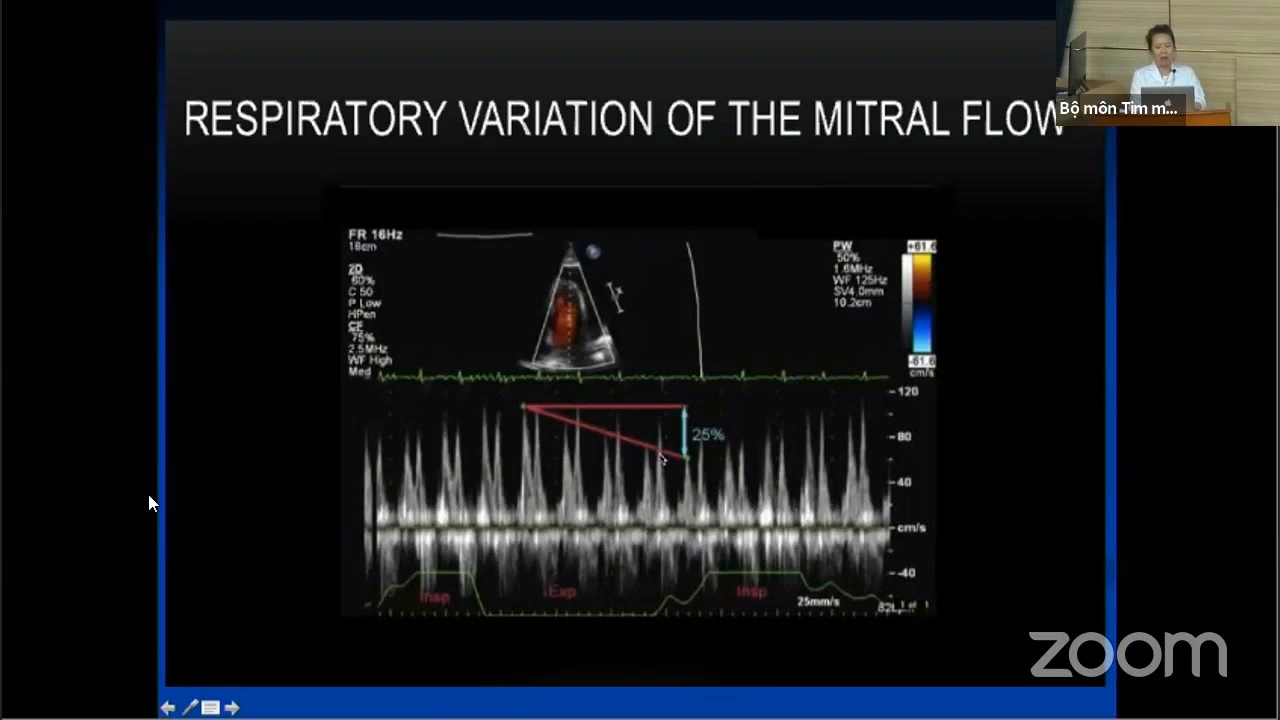 RESPIRATORY VARIATION OF THE MITRAL FLOW
Bộ môn Tim m...
FR 16Hz
16cm
2D
60%
C 50
P Low
HPen
CF
75%
2.5MHz
WF High
Med
PW
50%
1.6MHz
WF 125Hz
SV4.0mm
10.2cm
+61.6
-61.6
cm/s
120
80
40
cm/s
-40
25%
Insp
Exp
Insp
25mm/s
zoom